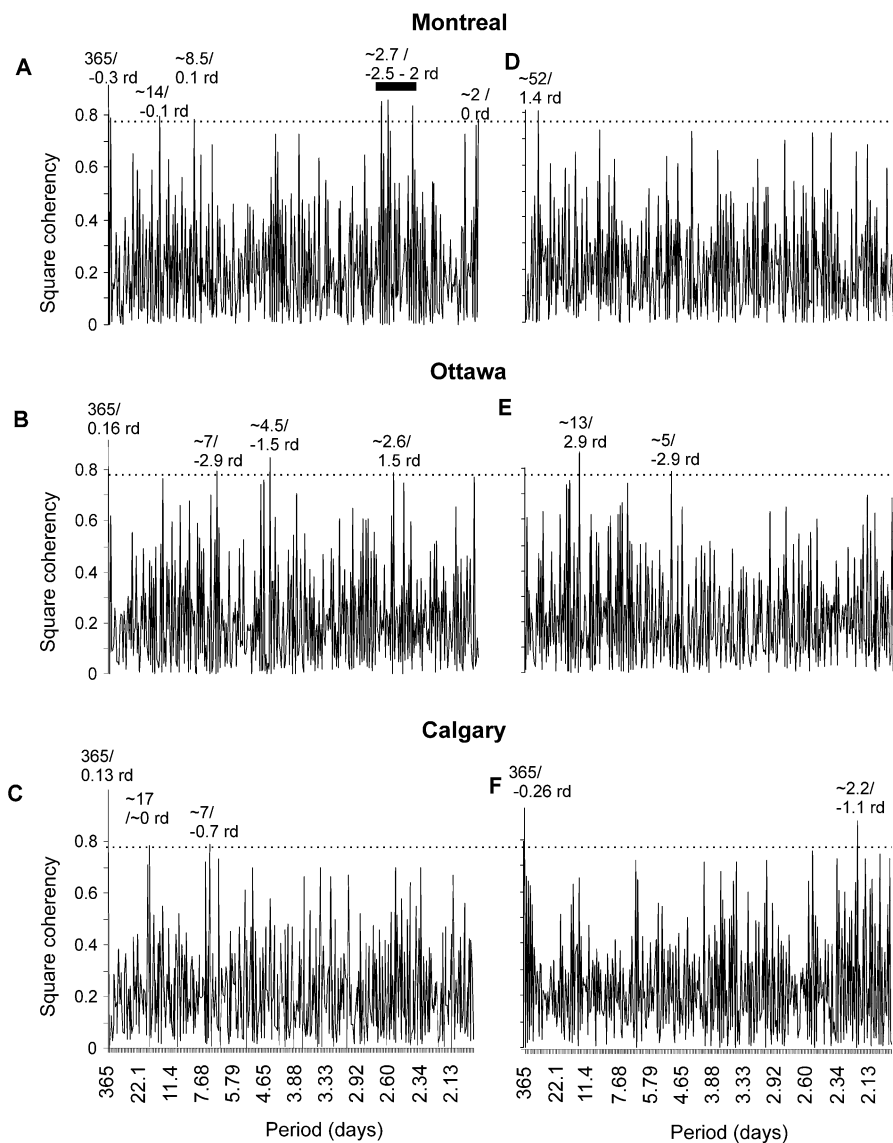 Montreal
A
365/
-0.3 rd
~14/
-0.1 rd
~8.5/
0.1 rd
~2.7 /
-2.5 - 2 rd
~2 /
0 rd
D
~52/
1.4 rd
0.8
0.6
0.4
0.2
0
Square coherency
Ottawa
B
365/
0.16 rd
~7/
-2.9 rd
~4.5/
-1.5 rd
~2.6/
1.5 rd
E
~13/
2.9 rd
~5/
-2.9 rd
0.8
0.6
0.4
0.2
0
Square coherency
Calgary
C
365/
0.13 rd
~17
/~0 rd
~7/
-0.7 rd
F
365/
-0.26 rd
~2.2/
-1.1 rd
0.8
0.6
0.4
0.2
0
Square coherency
365 22.1 11.4 7.68 5.79 4.65 3.88 3.33 2.92 2.60 2.34 2.13
365 22.1 11.4 7.68 5.79 4.65 3.88 3.33 2.92 2.60 2.34 2.13
Period (days)
Period (days)